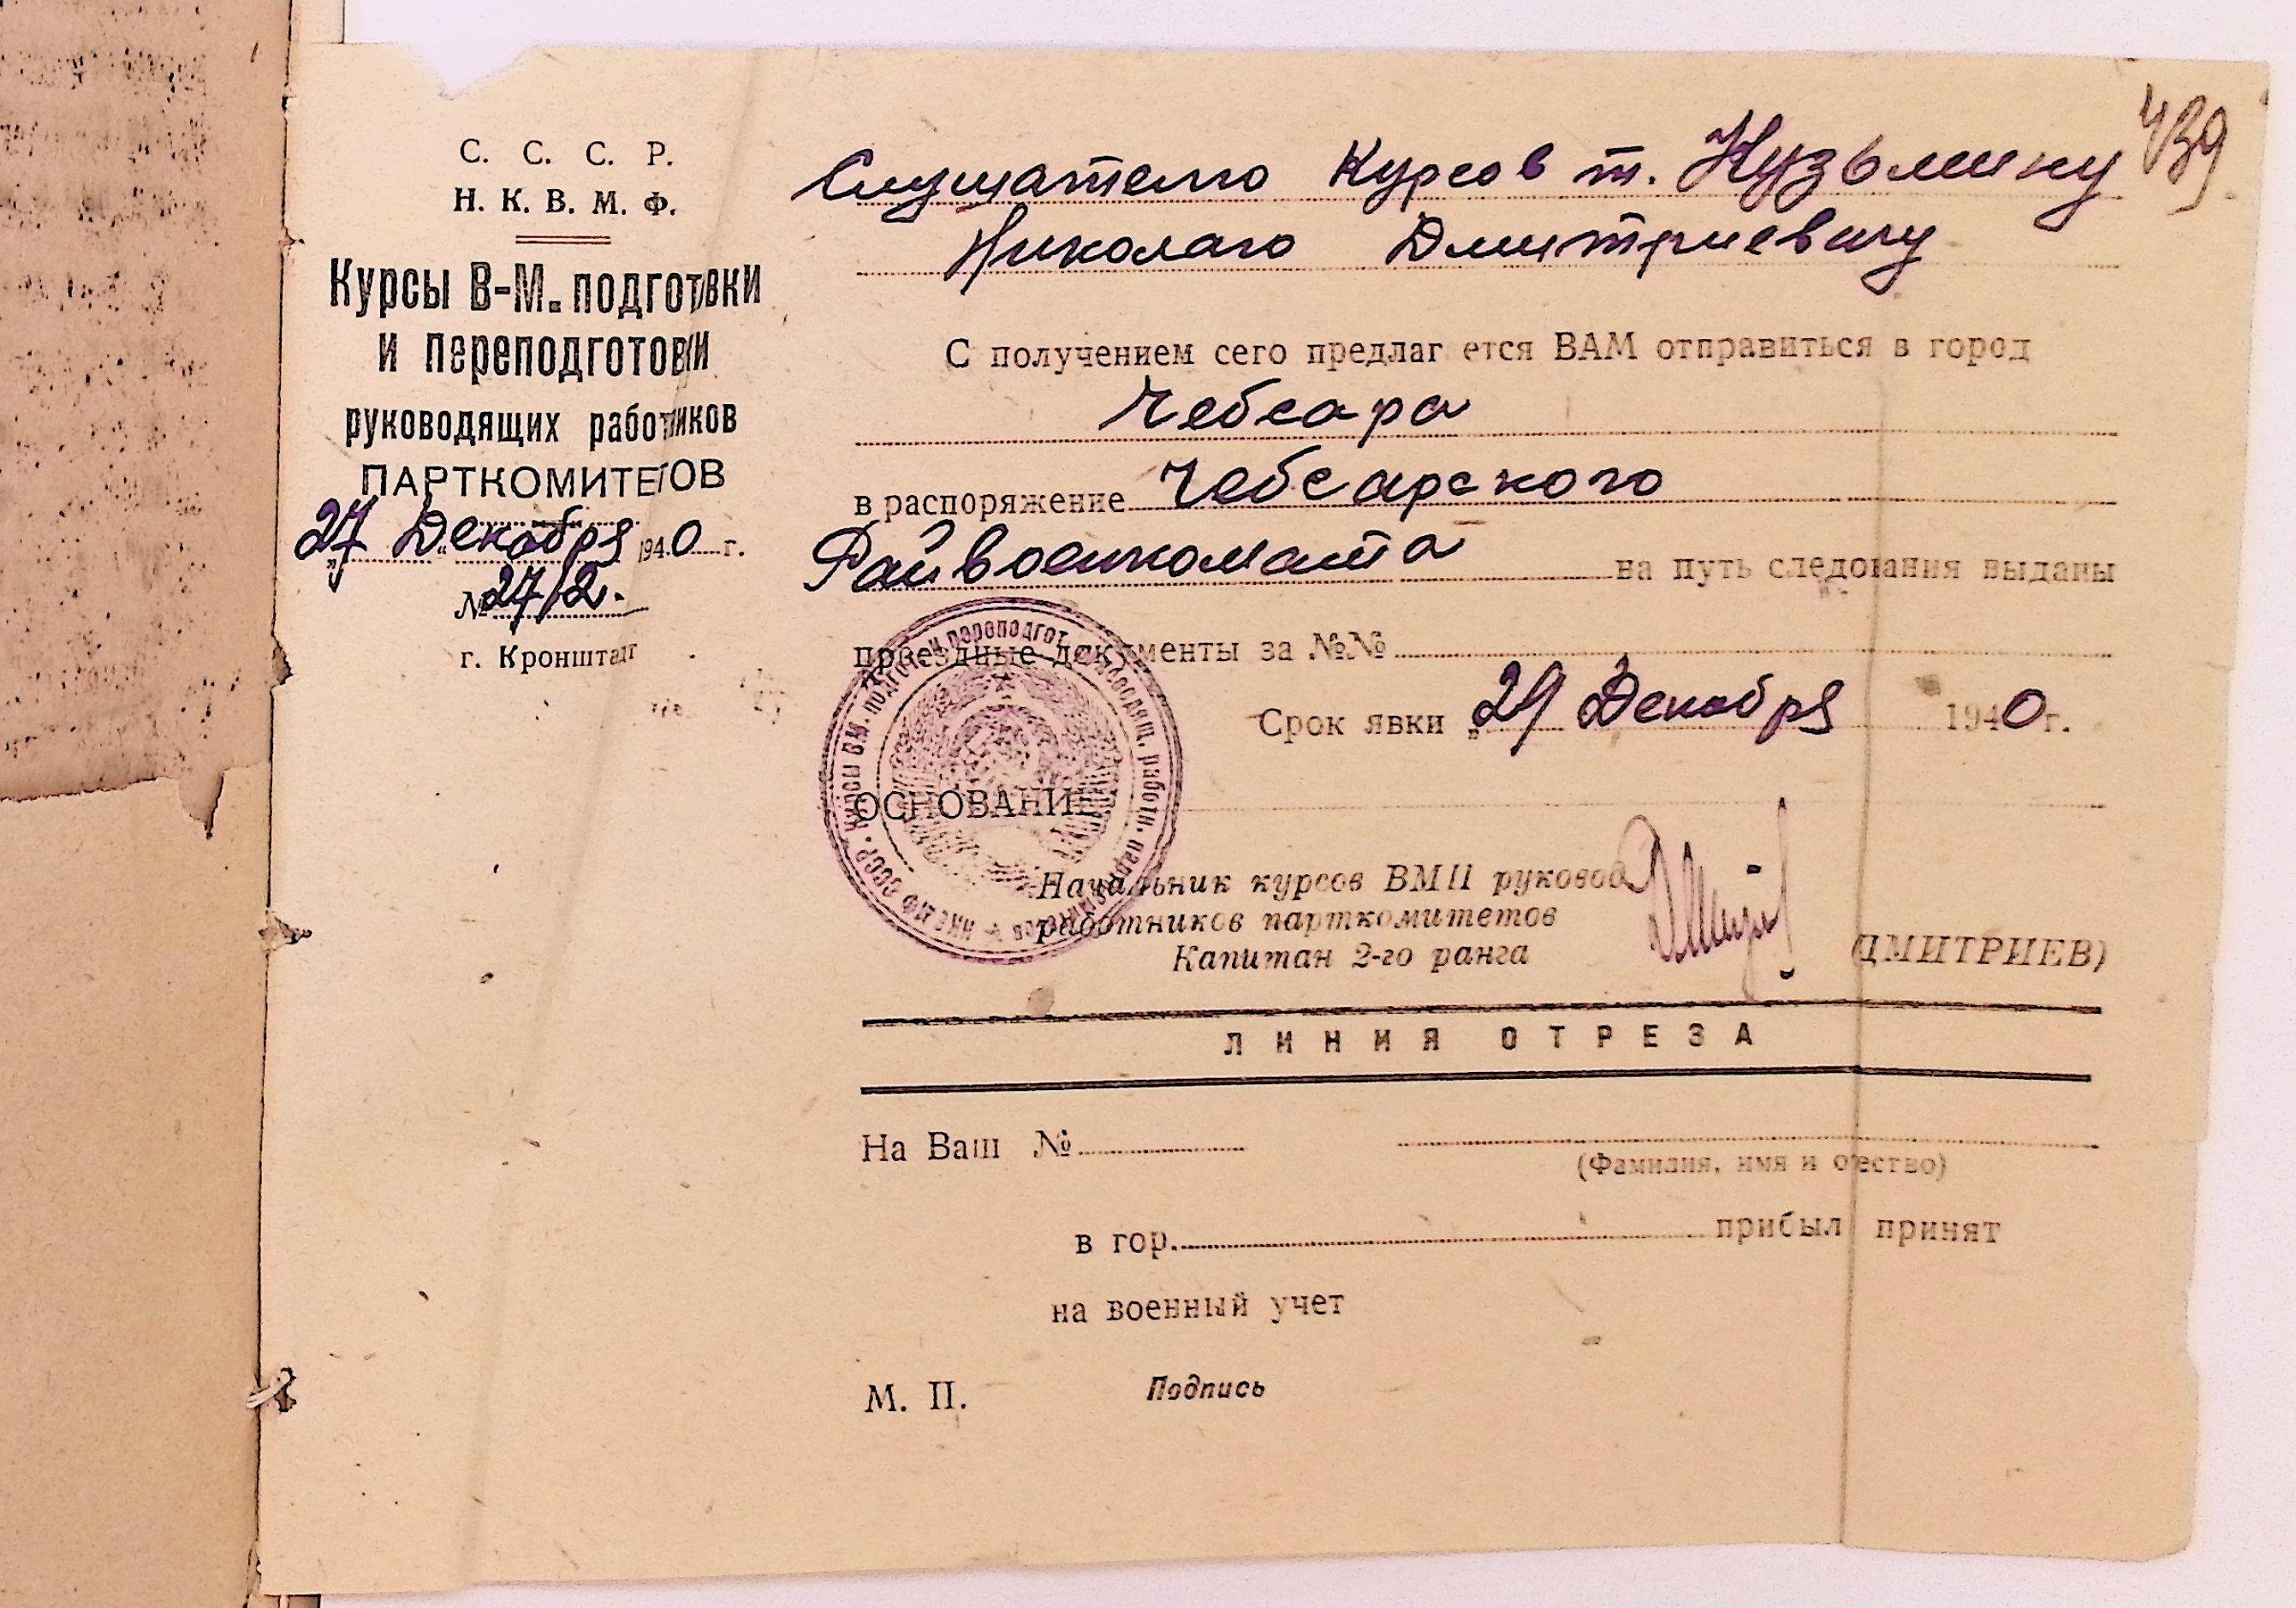 439
С. С. С. Р.
Н. К. В. М. Ф.
Курсы В-М. подготовки
и Переподготовки
руководящих работников
ПАРТКОМИТЕТОВ
„27" Декабря 1940 г.
№ 27/2.
г. Кронштадт
Слушателю Курсов т. Кузьмину
Николаю Дмитриевичу
С получением сего предлагается ВАМ отправиться в город
Чебсара
в распоряжение Чебсарского
Райвоенкомата на путь следования выданы
проездные документы за №№
Срок явки „29 Декабря 1940 г.
ОСНОВАНИЕ
Начальник курсов ВМП руковод
работников парткомитетов
Капитан 2-го ранга
(ДМИТРИЕВ)
ЛИНИЯ ОТРЕЗА
На Ваш №
(Фамилия, имя и отчество)
в гор. прибыл принят
на военный учет
М. П. Подпись